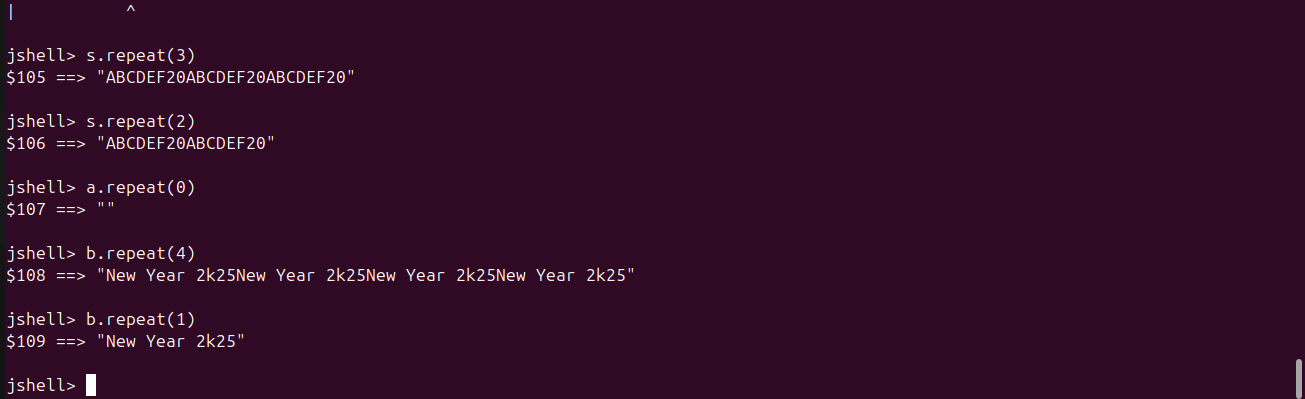 |           ^
jshell> s.repeat(3)
$105 ==> "ABCDEF20ABCDEF20ABCDEF20"
jshell> s.repeat(2)
$106 ==> "ABCDEF20ABCDEF20"
jshell> a.repeat(0)
$107 ==> ""
jshell> b.repeat(4)
$108 ==> "New Year 2k25New Year 2k25New Year 2k25New Year 2k25"
jshell> b.repeat(1)
$109 ==> "New Year 2k25"
jshell>